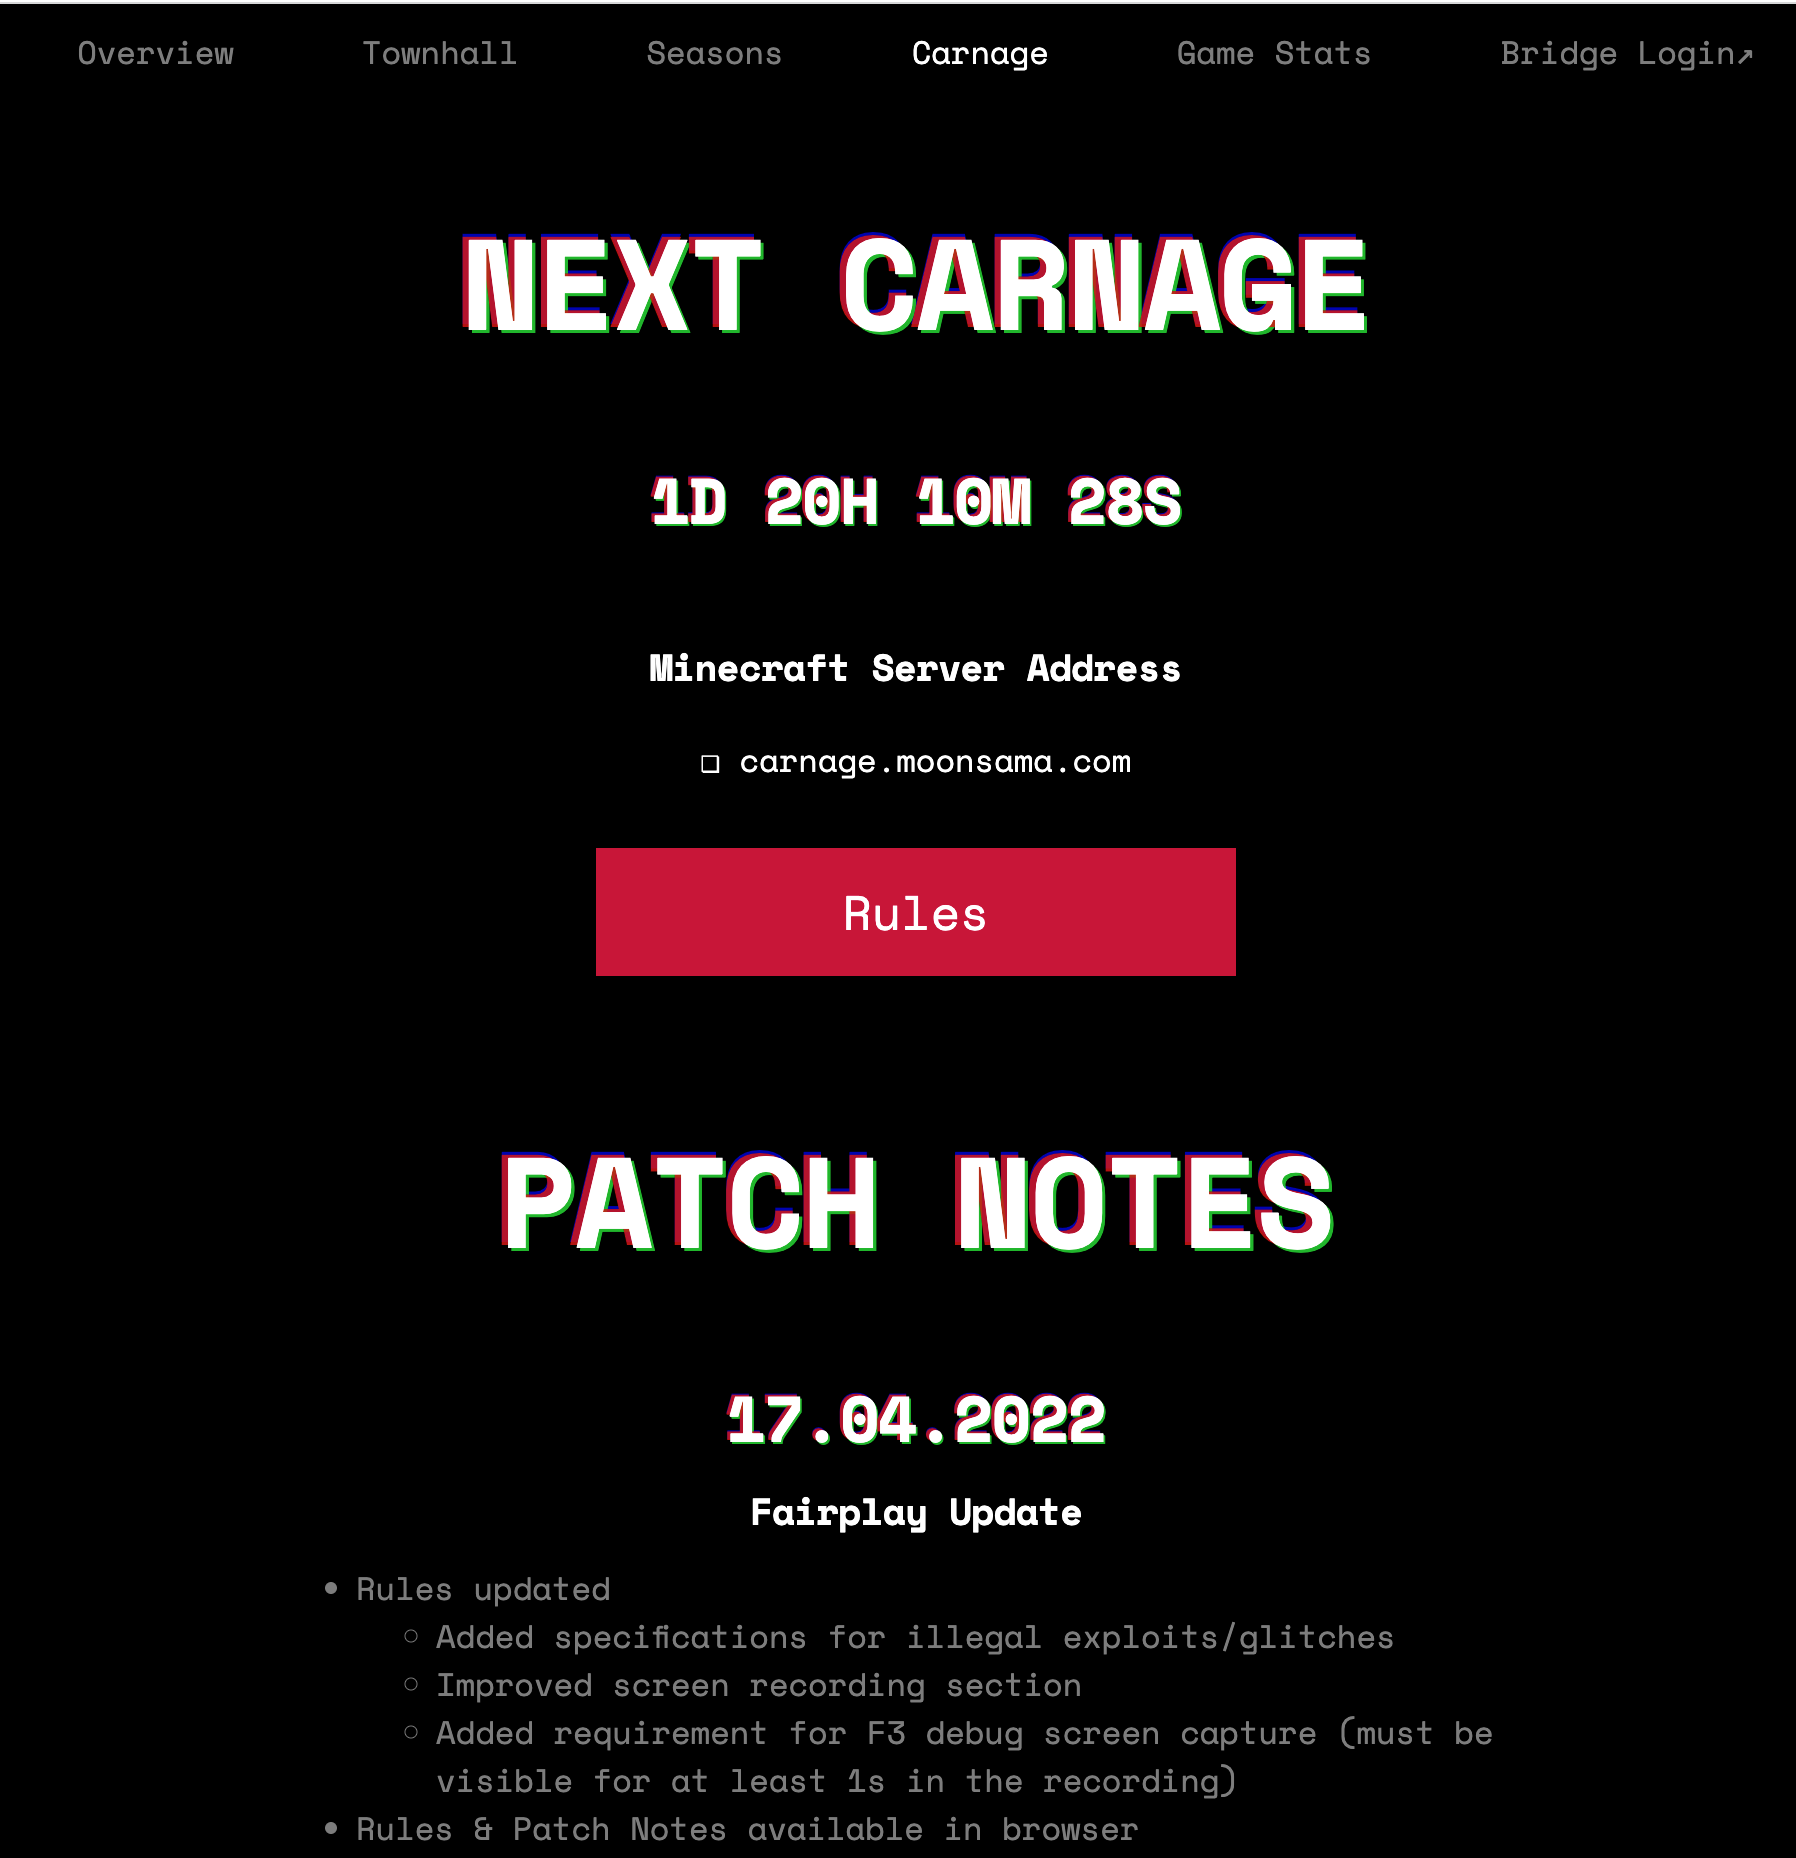 Overview Townhall Seasons Carnage Game Stats Bridge Login↗
NEXT CARNAGE
1D 20H 10M 28S
Minecraft Server Address
❏ carnage.moonsama.com
Rules
PATCH NOTES
17.04.2022
Fairplay Update
• Rules updated
◦ Added specifications for illegal exploits/glitches
◦ Improved screen recording section
◦ Added requirement for F3 debug screen capture (must be
visible for at least 1s in the recording)
• Rules & Patch Notes available in browser